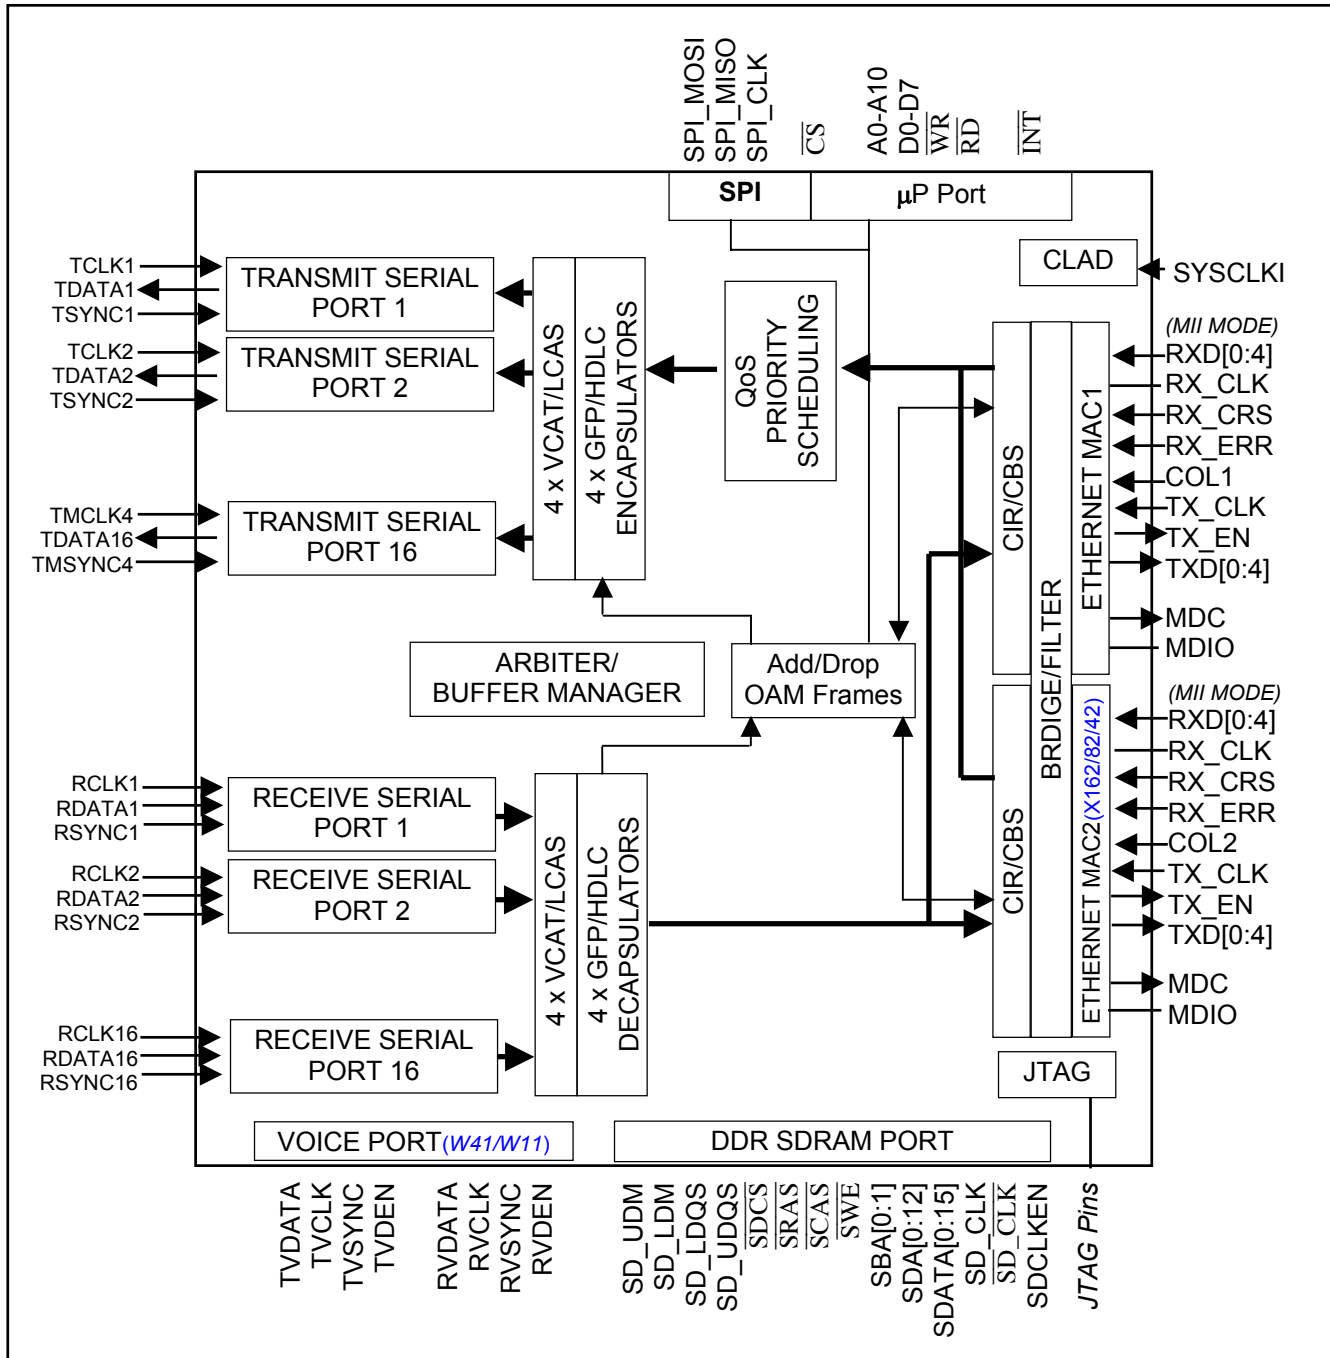 SPI_MOSI
SPI_MISO
SPI_CLK
CS
A0-A10
D0-D7
WR
RD
INT
SPI
µP Port
CLAD
SYSCLKI
TCLK1
TDATA1
TSYNC1
TRANSMIT SERIAL
PORT 1
TCLK2
TDATA2
TSYNC2
TRANSMIT SERIAL
PORT 2
TMCLK4
TDATA16
TMSYNC4
TRANSMIT SERIAL
PORT 16
4 x VCAT/LCAS
4 x GFP/HDLC
ENCAPSULATORS
QoS
PRIORITY
SCHEDULING
CIR/CBS
BRDIGE/FILTER
ETHERNET MAC1
(MII MODE)
RXD[0:4]
RX_CLK
RX_CRS
RX_ERR
COL1
TX_CLK
TX_EN
TXD[0:4]
MDC
MDIO
ARBITER/
BUFFER MANAGER
Add/Drop
OAM Frames
RCLK1
RDATA1
RSYNC1
RECEIVE SERIAL
PORT 1
RCLK2
RDATA2
RSYNC2
RECEIVE SERIAL
PORT 2
RCLK16
RDATA16
RSYNC16
RECEIVE SERIAL
PORT 16
4 x VCAT/LCAS
4 x GFP/HDLC
DECAPSULATORS
CIR/CBS
ETHERNET MAC2(X162/82/42)
(MII MODE)
RXD[0:4]
RX_CLK
RX_CRS
RX_ERR
COL2
TX_CLK
TX_EN
TXD[0:4]
MDC
MDIO
JTAG
VOICE PORT(W41/W11)
DDR SDRAM PORT
TVDATA
TVCLK
TVSYNC
TVDEN
RVDATA
RVCLK
RVSYNC
RVDEN
SD_UDM
SD_LDM
SD_LDQS
SD_UDQS
SDCS
SRAS
SCAS
SWE
SBA[0:1]
SDA[0:12]
SDATA[0:15]
SD_CLK
SD_CLK
SDCLKEN
JTAG Pins